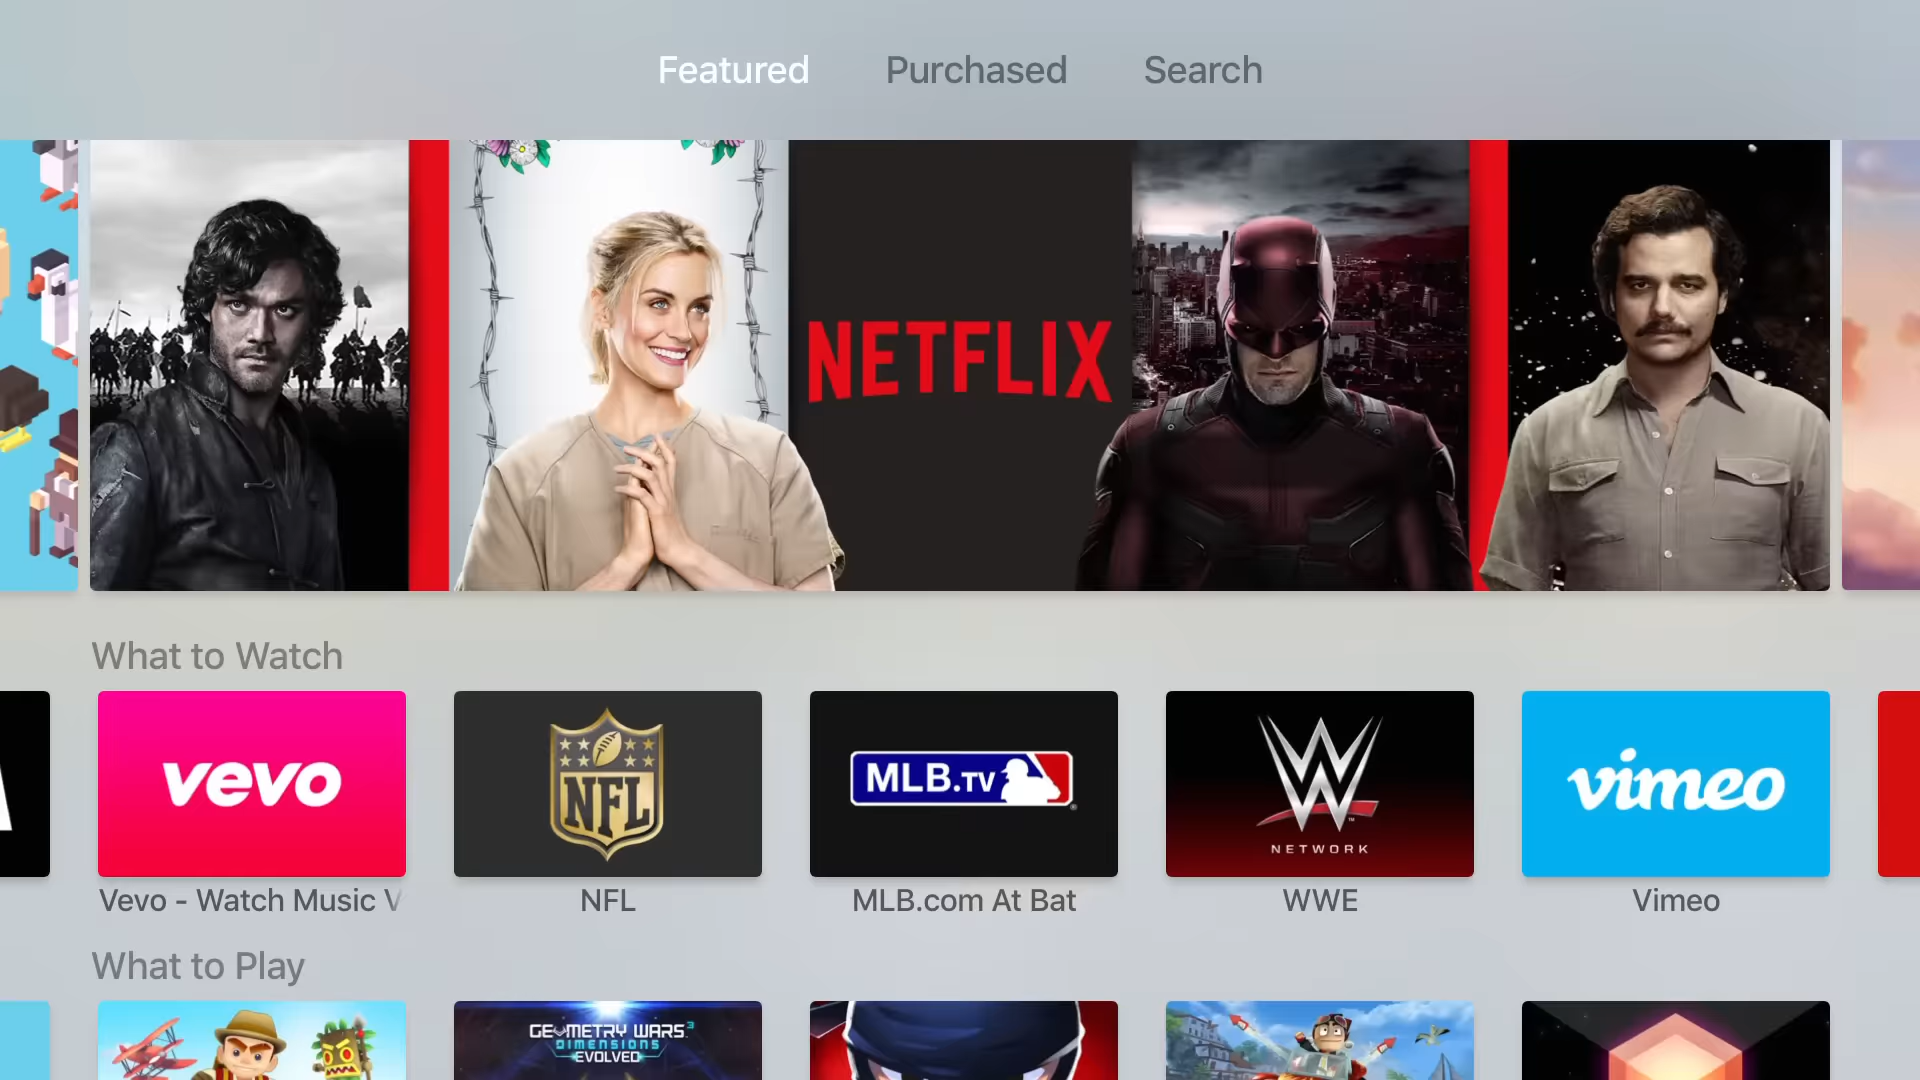 Featured Purchased Search
NETFLIX
What to Watch
vevo
NFL
MLB.TV
W
NETWORK
vimeo
Vevo - Watch Music V
NFL
MLB.com At Bat
WWE
Vimeo
What to Play
GEOMETRY WARS 3
DIMENSIONS
EVOLVED